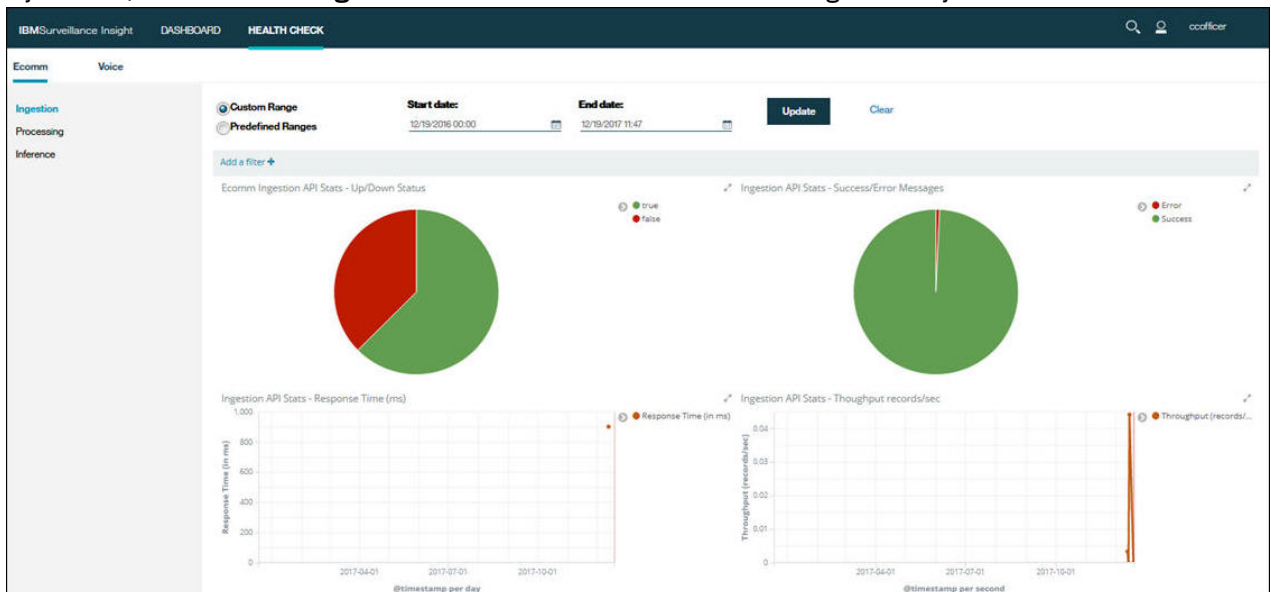 IBMSurveillance Insight DASHBOARD HEALTH CHECK ccofficer
Ecomm Voice
Ingestion
Processing
Inference
Custom Range
Predefined Ranges
Start date:
12/19/2016 00:00
End date:
12/19/2017 11:47
Update Clear
Add a filter
Ecomm Ingestion API Stats - Up/Down Status
true
false
Ingestion API Stats - Success/Error Messages
Error
Success
Ingestion API Stats - Response Time (ms)
Response Time (in ms)
1,000
800
600
400
200
0
Response Time (in ms)
2017-04-01 2017-07-01 2017-10-01
@timestamp per day
Ingestion API Stats - Thoughput records/sec
Throughput (records/...
0.04
0.03
0.02
0.01
0
Throughput (records/sec)
2017-04-01 2017-07-01 2017-10-01
@timestamp per second